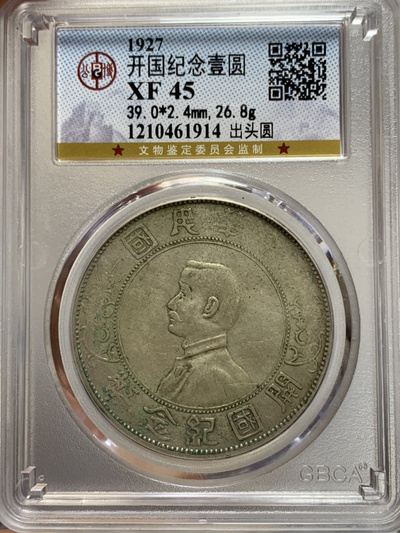 1927
开国纪念壹圆
XF 45
39.0*2.4mm,26.8g
1210461914 出头圆
★ 文物鉴定委员会监制 ★
國民華
開國紀念幣
GBCA